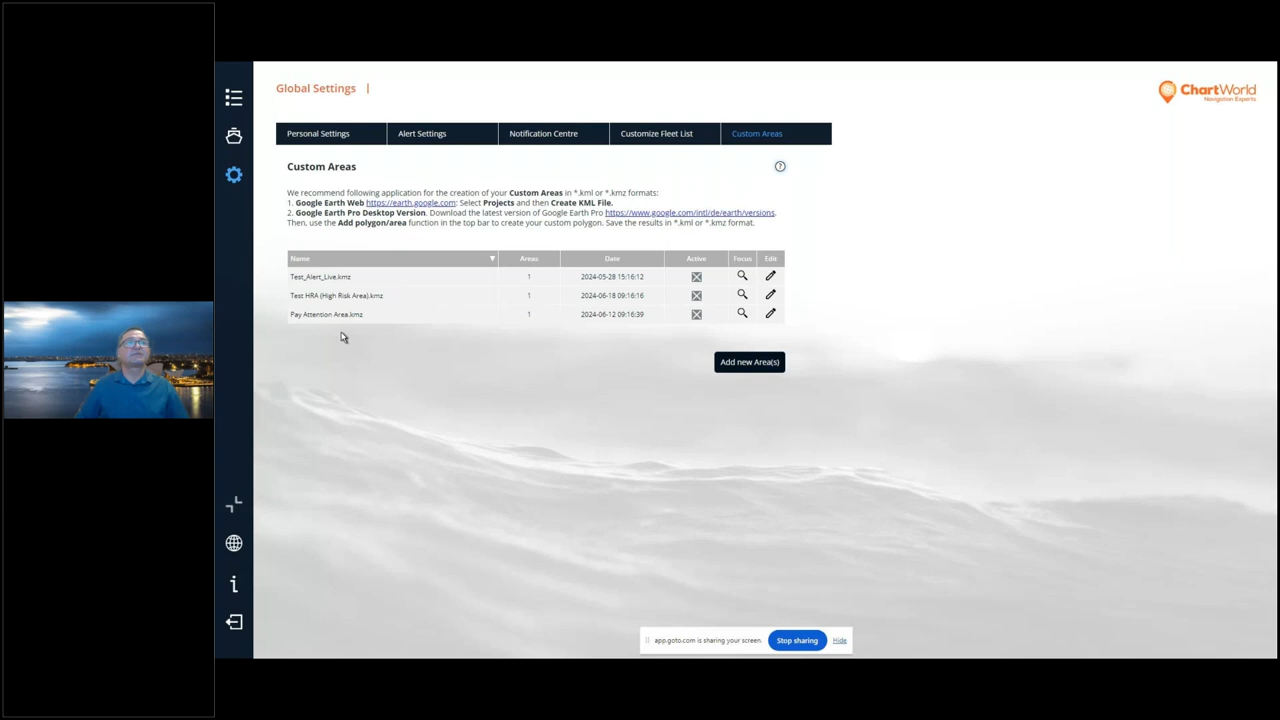 Global Settings |
ChartWorld
Navigation Experts
Personal Settings
Alert Settings
Notification Centre
Customize Fleet List
Custom Areas
Custom Areas
?
We recommend following application for the creation of your Custom Areas in *.kml or *.kmz formats:
1. Google Earth Web https://earth.google.com: Select Projects and then Create KML File.
2. Google Earth Pro Desktop Version. Download the latest version of Google Earth Pro https://www.google.com/intl/de/earth/versions.
Then, use the Add polygon/area function in the top bar to create your custom polygon. Save the results in *.kml or *.kmz format.
Name Areas Date Active Focus Edit
Test_Alert_Live.kmz 1 2024-05-28 15:16:12
Test HRA (High Risk Area).kmz 1 2024-06-18 09:16:16
Pay Attention Area.kmz 1 2024-06-12 09:16:39
Add new Area(s)
app.goto.com is sharing your screen. Stop sharing Hide